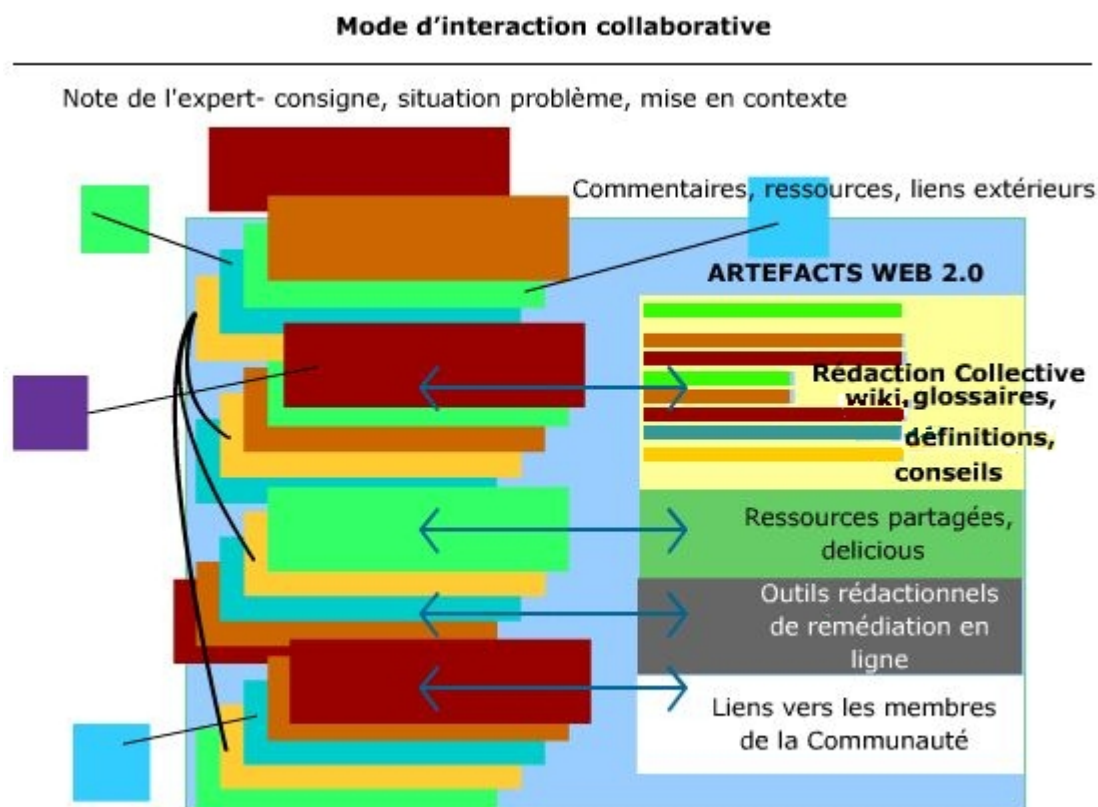 Mode d'interaction collaborative
Note de l'expert- consigne, situation problème, mise en contexte
Commentaires, ressources, liens extérieurs
ARTEFACTS WEB 2.0
Rédaction Collective
wiki,glossaires,
définitions,
conseils
Ressources partagées,
delicious
Outils rédactionnels
de remédiation en
ligne
Liens vers les membres
de la Communauté